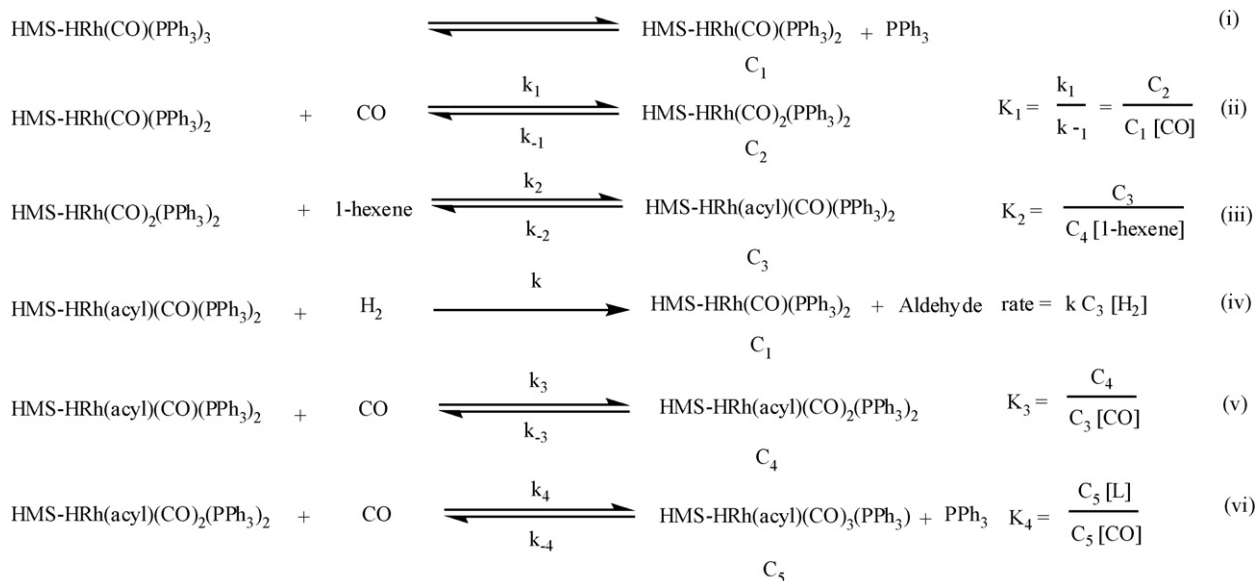 HMS-HRh(CO)(PPh₃)₃ HMS-HRh(CO)(PPh₃)₂ + PPh₃ (i)
C₁
k₁
HMS-HRh(CO)(PPh₃)₂ + CO HMS-HRh(CO)₂(PPh₃)₂ K₁ = k₁ / k -₁ = C₂ / C₁ [CO] (ii)
k₋₁
C₂
k₂
HMS-HRh(CO)₂(PPh₃)₂ + 1-hexene HMS-HRh(acyl)(CO)(PPh₃)₂ K₂ = C₃ / C₄ [1-hexene] (iii)
k₋₂
C₃
k
HMS-HRh(acyl)(CO)(PPh₃)₂ + H₂ HMS-HRh(CO)(PPh₃)₂ + Aldehyde rate = k C₃ [H₂] (iv)
C₁
k₃
HMS-HRh(acyl)(CO)(PPh₃)₂ + CO HMS-HRh(acyl)(CO)₂(PPh₃)₂ K₃ = C₄ / C₃ [CO] (v)
k₋₃
C₄
k₄
HMS-HRh(acyl)(CO)₂(PPh₃)₂ + CO HMS-HRh(acyl)(CO)₃(PPh₃) + PPh₃ K₄ = C₅ [L] / C₅ [CO] (vi)
k₋₄
C₅